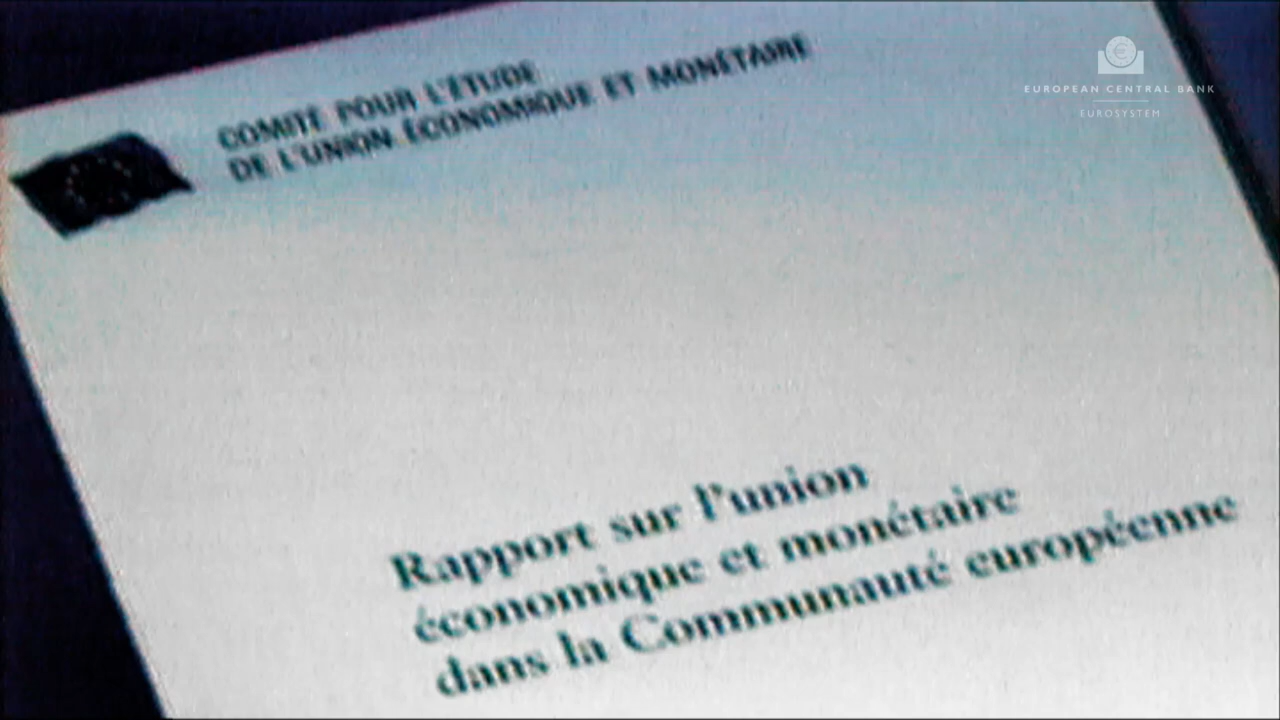 COMITÉ POUR L'ÉTUDE
DE L'UNION ÉCONOMIQUE ET MONÉTAIRE
EUROPEAN CENTRAL BANK
EUROSYSTEM
Rapport sur l'union
économique et monétaire
dans la Communauté européenne